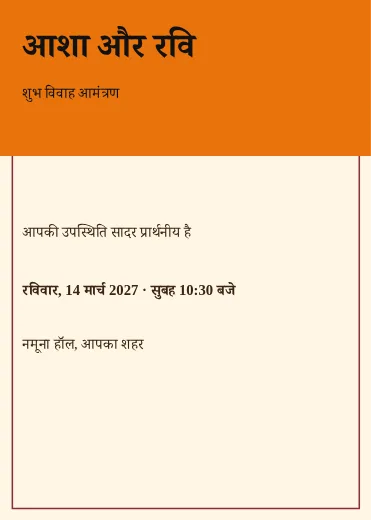 आशा और रवि
शुभ विवाह आमंत्रण
आपकी उपस्थिति सादर प्रार्थनीय है
रविवार, 14 मार्च 2027 · सुबह 10:30 बजे
नमूना हॉल, आपका शहर